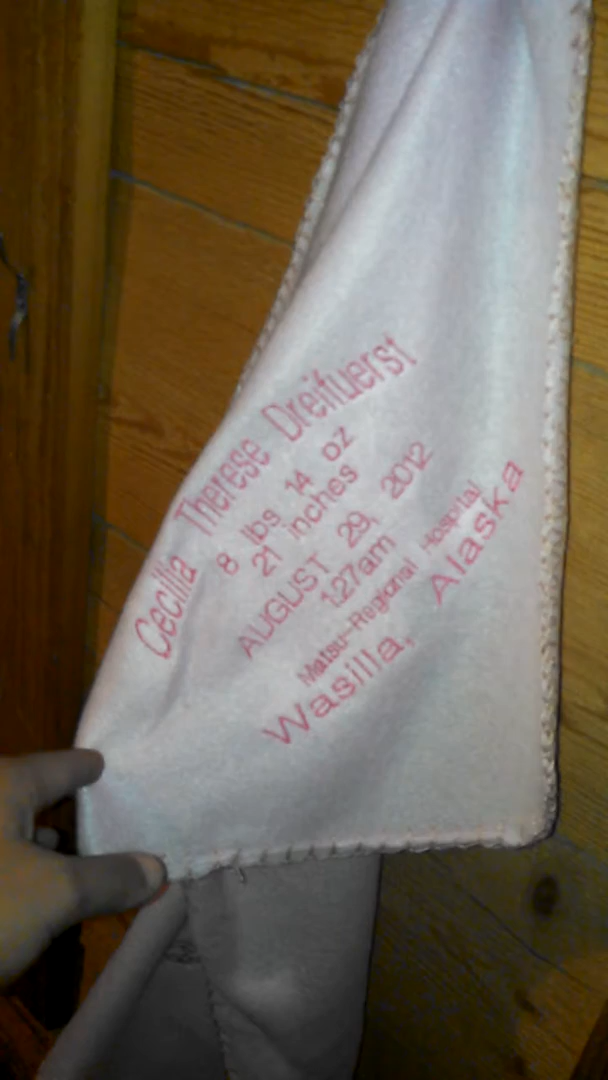 Cecilia Therese Dreifuerst
8 lbs 14 oz
21 inches
AUGUST 29, 2012
1:27am
Matsu-Regional Hospital
Wasilla, Alaska